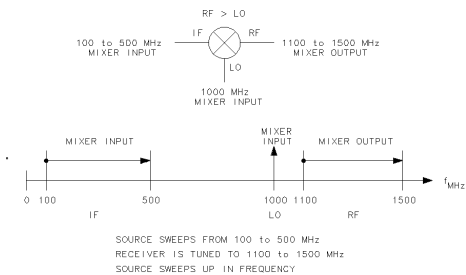 RF > LO
IF RF
100 to 500 MHz
MIXER INPUT
1100 to 1500 MHz
MIXER OUTPUT
LO
1000 MHz
MIXER INPUT
MIXER INPUT
MIXER
INPUT
MIXER OUTPUT
fMHz
0 100 500 1000 1100 1500
IF LO RF
SOURCE SWEEPS FROM 100 to 500 MHz
RECEIVER IS TUNED TO 1100 to 1500 MHz
SOURCE SWEEPS UP IN FREQUENCY